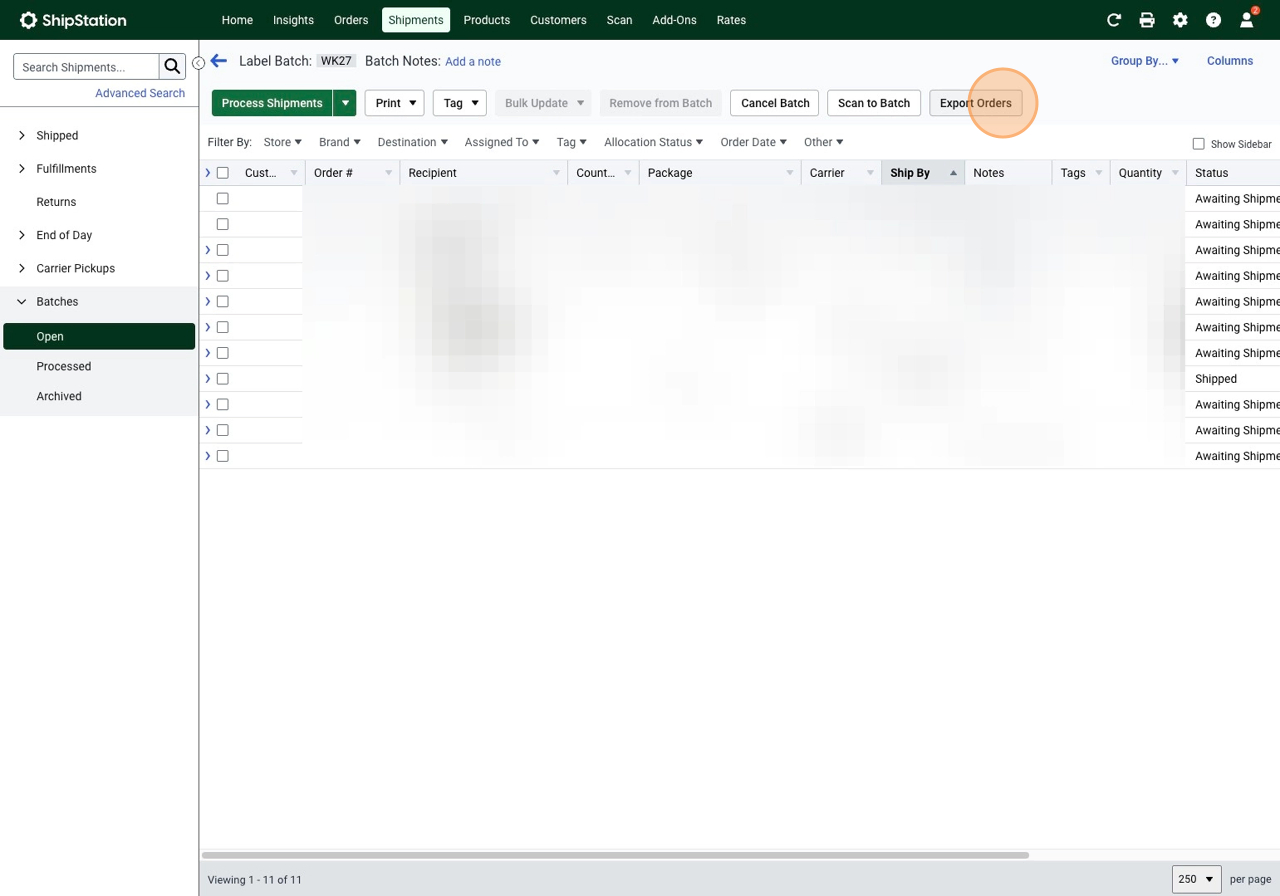 ShipStation
Home
Insights
Orders
Shipments
Products
Customers
Scan
Add-Ons
Rates
2
Search Shipments...
Advanced Search
Shipped
Fulfillments
Returns
End of Day
Carrier Pickups
Batches
Open
Processed
Archived
Label Batch: WK27 Batch Notes: Add a note
Group By...
Columns
Process Shipments
Print
Tag
Bulk Update
Remove from Batch
Cancel Batch
Scan to Batch
Export Orders
Filter By: Store Brand Destination Assigned To Tag Allocation Status Order Date Other
Show Sidebar
Cust... Order # Recipient Count... Package Carrier Ship By Notes Tags Quantity Status
Awaiting Shipme
Awaiting Shipme
Awaiting Shipme
Awaiting Shipme
Awaiting Shipme
Awaiting Shipme
Awaiting Shipme
Shipped
Awaiting Shipme
Awaiting Shipme
Awaiting Shipme
Viewing 1 - 11 of 11
250 per page